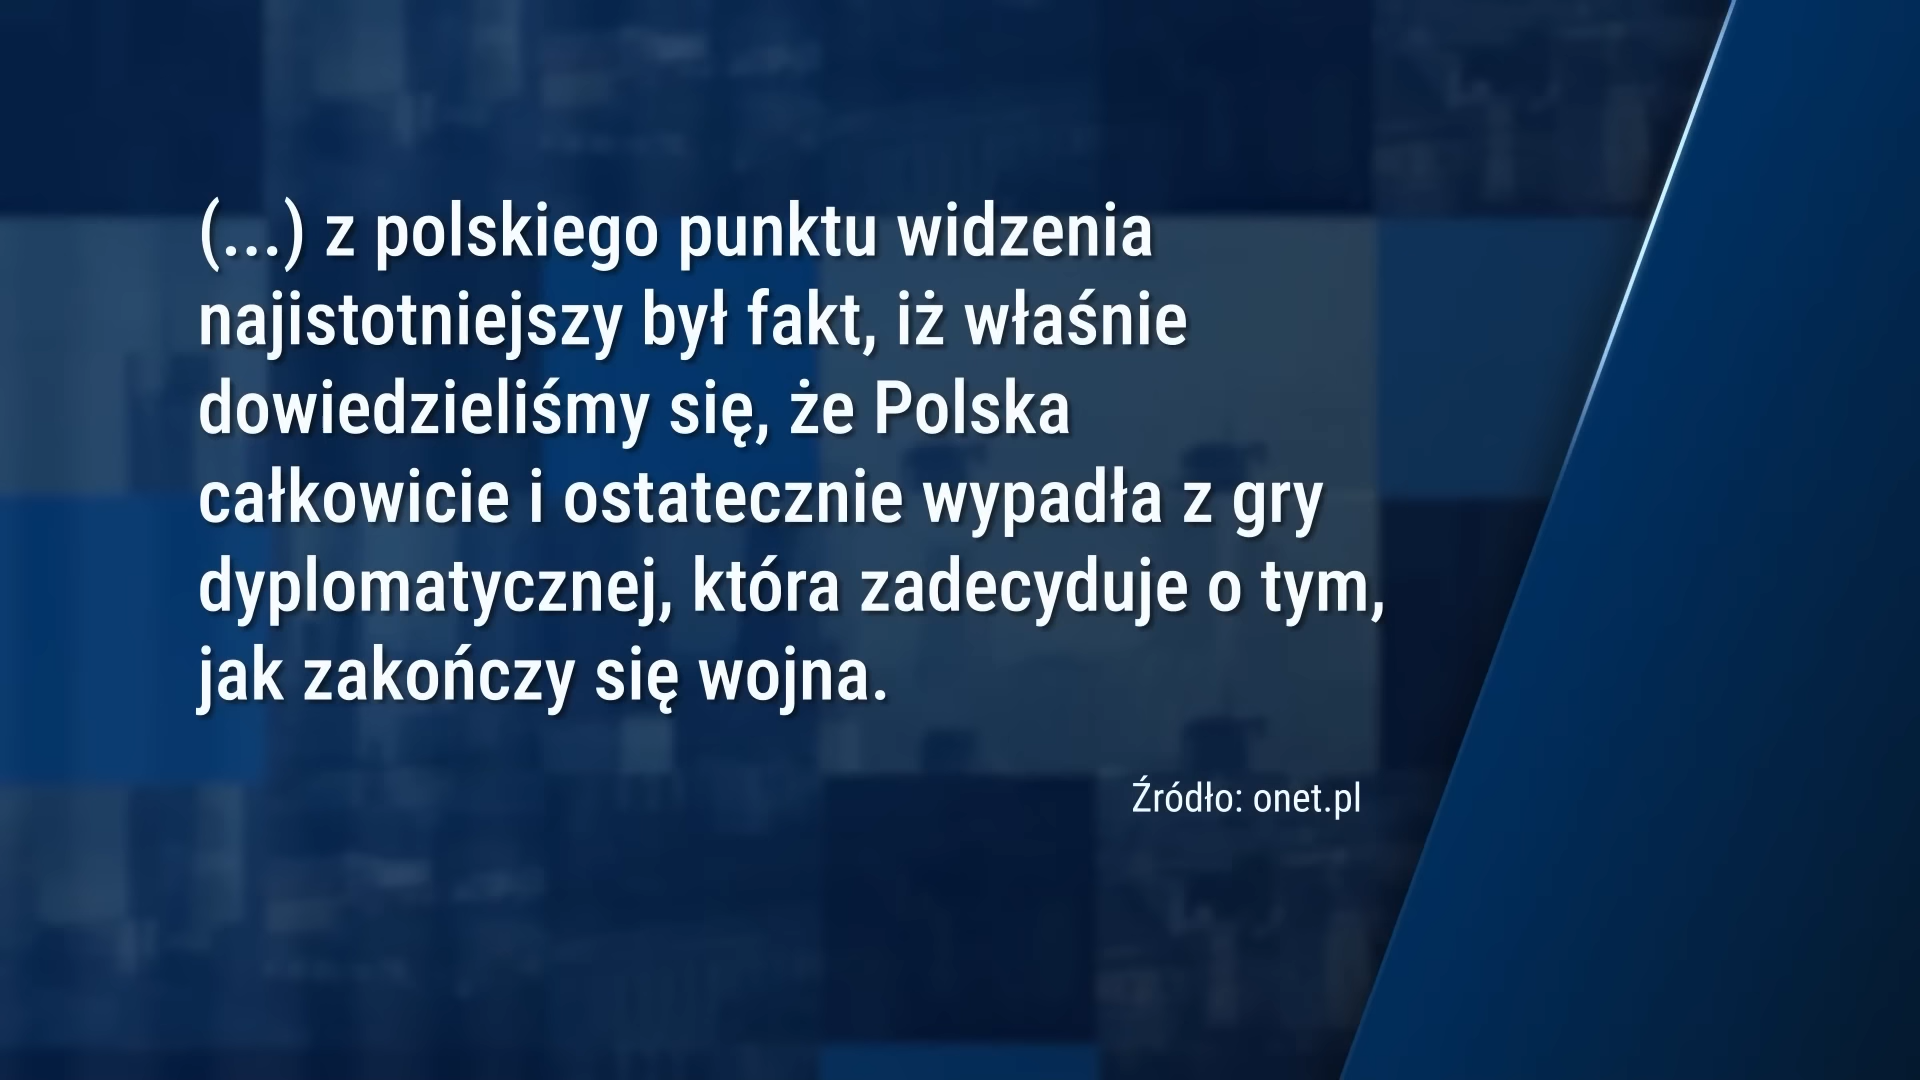 (...) z polskiego punktu widzenia
najistotniejszy był fakt, iż właśnie
dowiedzieliśmy się, że Polska
całkowicie i ostatecznie wypadła z gry
dyplomatycznej, która zadecyduje o tym,
jak zakończy się wojna.
Źródło: onet.pl